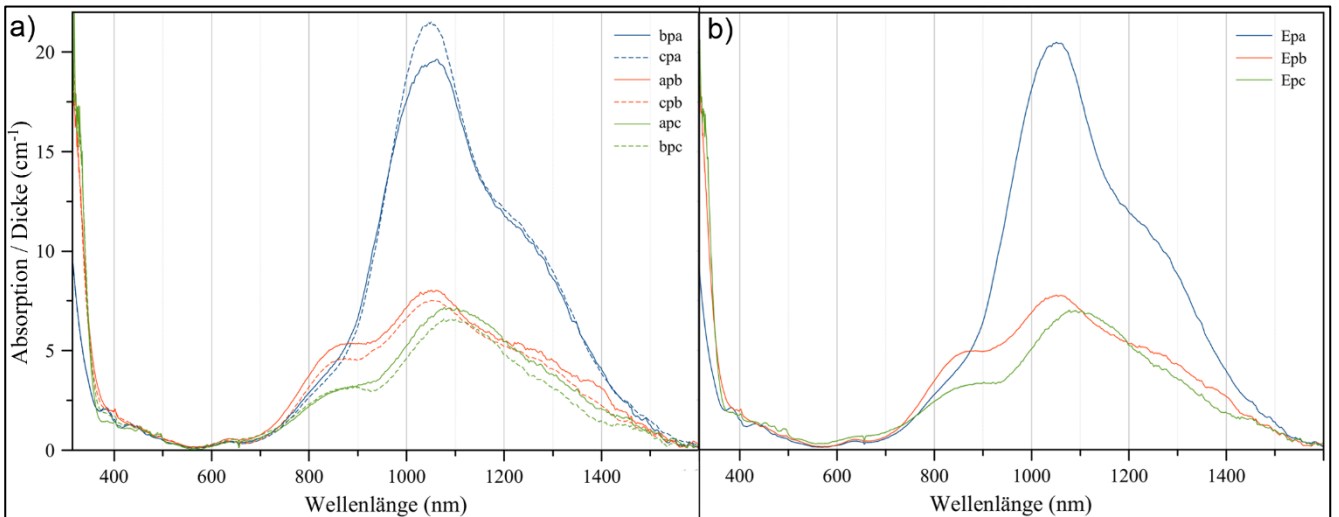 a)
bpa
cpa
apb
cpb
apc
bpc
Absorption / Dicke (cm⁻¹)
20
15
10
5
0
400 600 800 1000 1200 1400
Wellenlänge (nm)
b)
Epa
Epb
Epc
400 600 800 1000 1200 1400
Wellenlänge (nm)